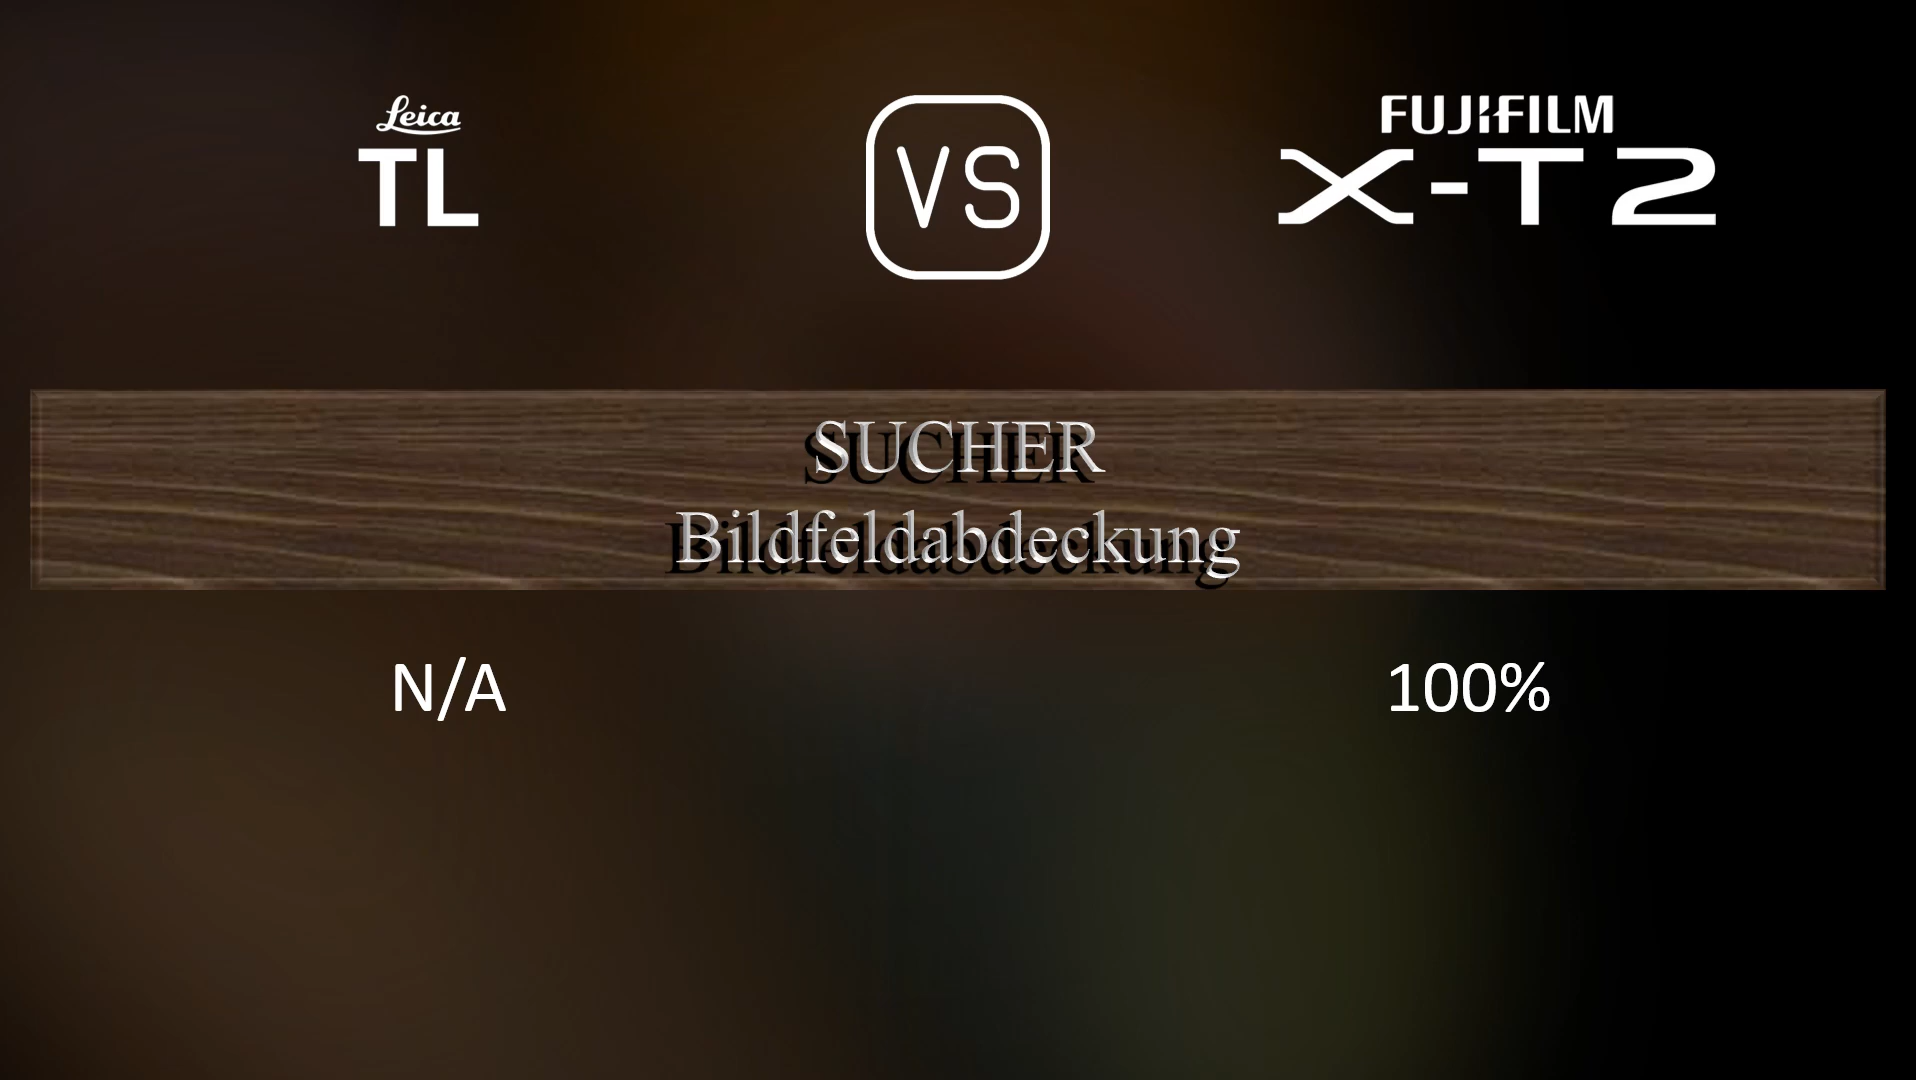 Leica
TL
VS
FUJIFILM
X-T2
SUCHER
Bildfeldabdeckung
N/A
100%